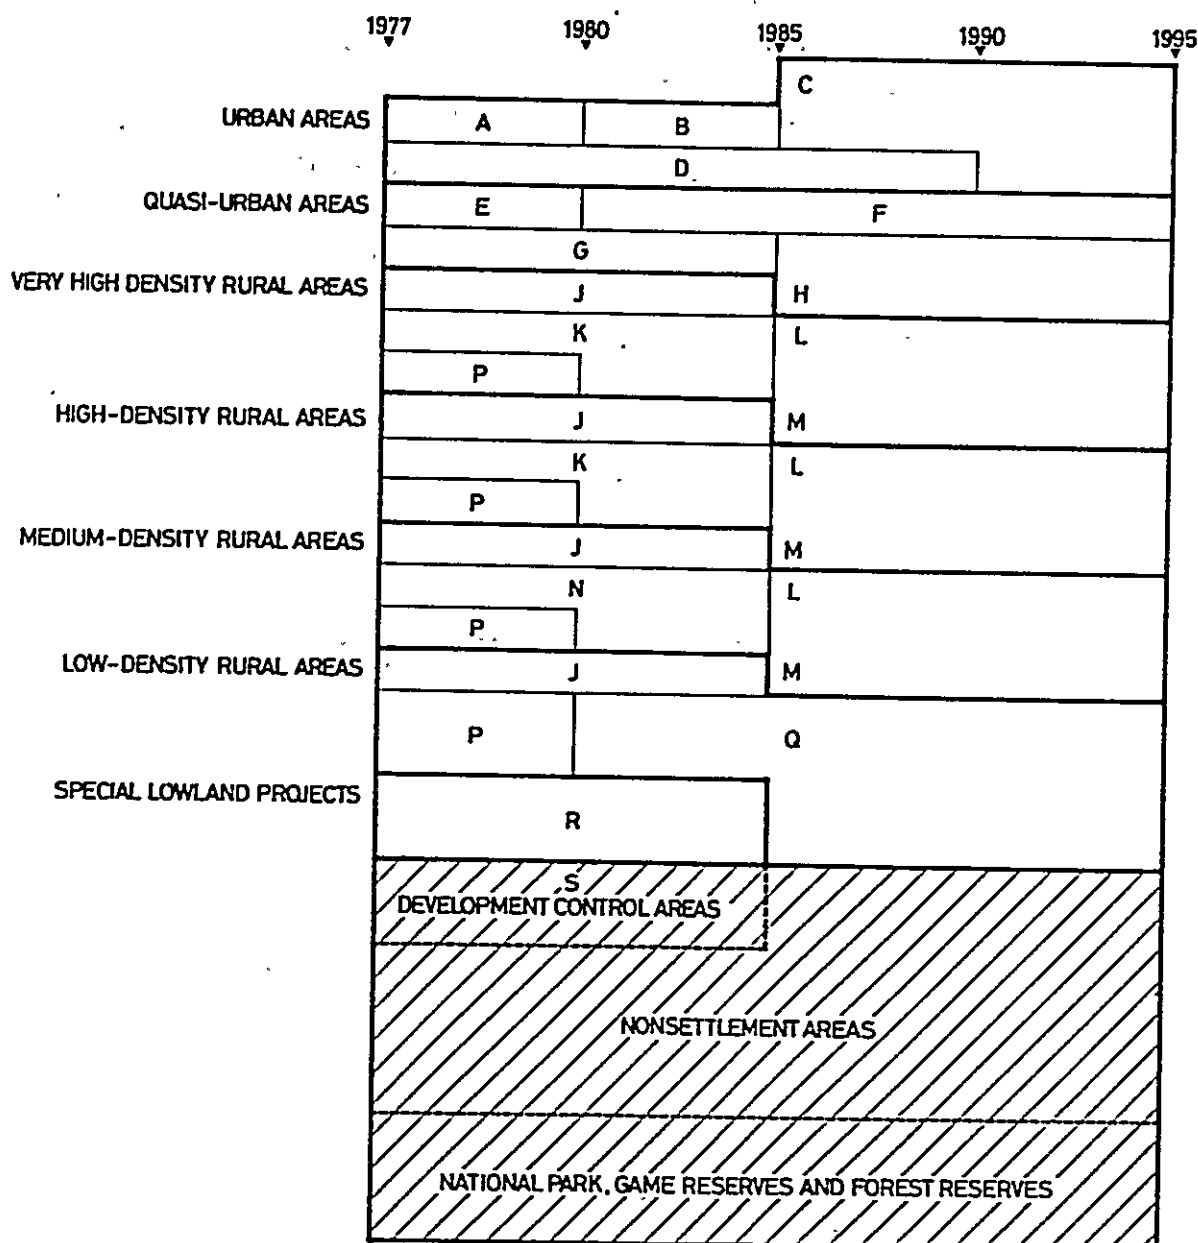 1977 1980 1985 1990 1995
C
URBAN AREAS A B
D
QUASI-URBAN AREAS E F
G
VERY HIGH DENSITY RURAL AREAS J H
K L
P
HIGH-DENSITY RURAL AREAS J M
K L
P
MEDIUM-DENSITY RURAL AREAS J M
N L
P
LOW-DENSITY RURAL AREAS J M
P Q
SPECIAL LOWLAND PROJECTS
R
S
DEVELOPMENT CONTROL AREAS
NONSETTLEMENT AREAS
NATIONAL PARK, GAME RESERVES AND FOREST RESERVES